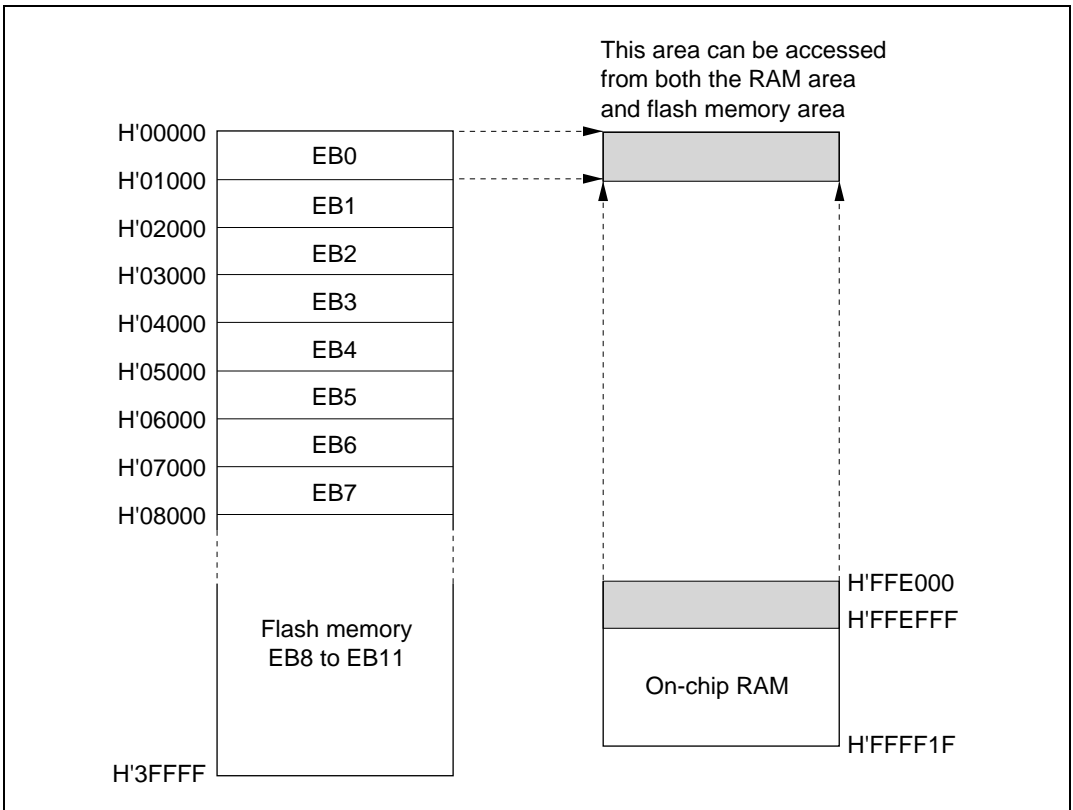 This area can be accessed
from both the RAM area
and flash memory area
H'00000
EB0
H'01000
EB1
H'02000
EB2
H'03000
EB3
H'04000
EB4
H'05000
EB5
H'06000
EB6
H'07000
EB7
H'08000
Flash memory
EB8 to EB11
H'3FFFF
H'FFE000
H'FFEFFF
On-chip RAM
H'FFFF1F